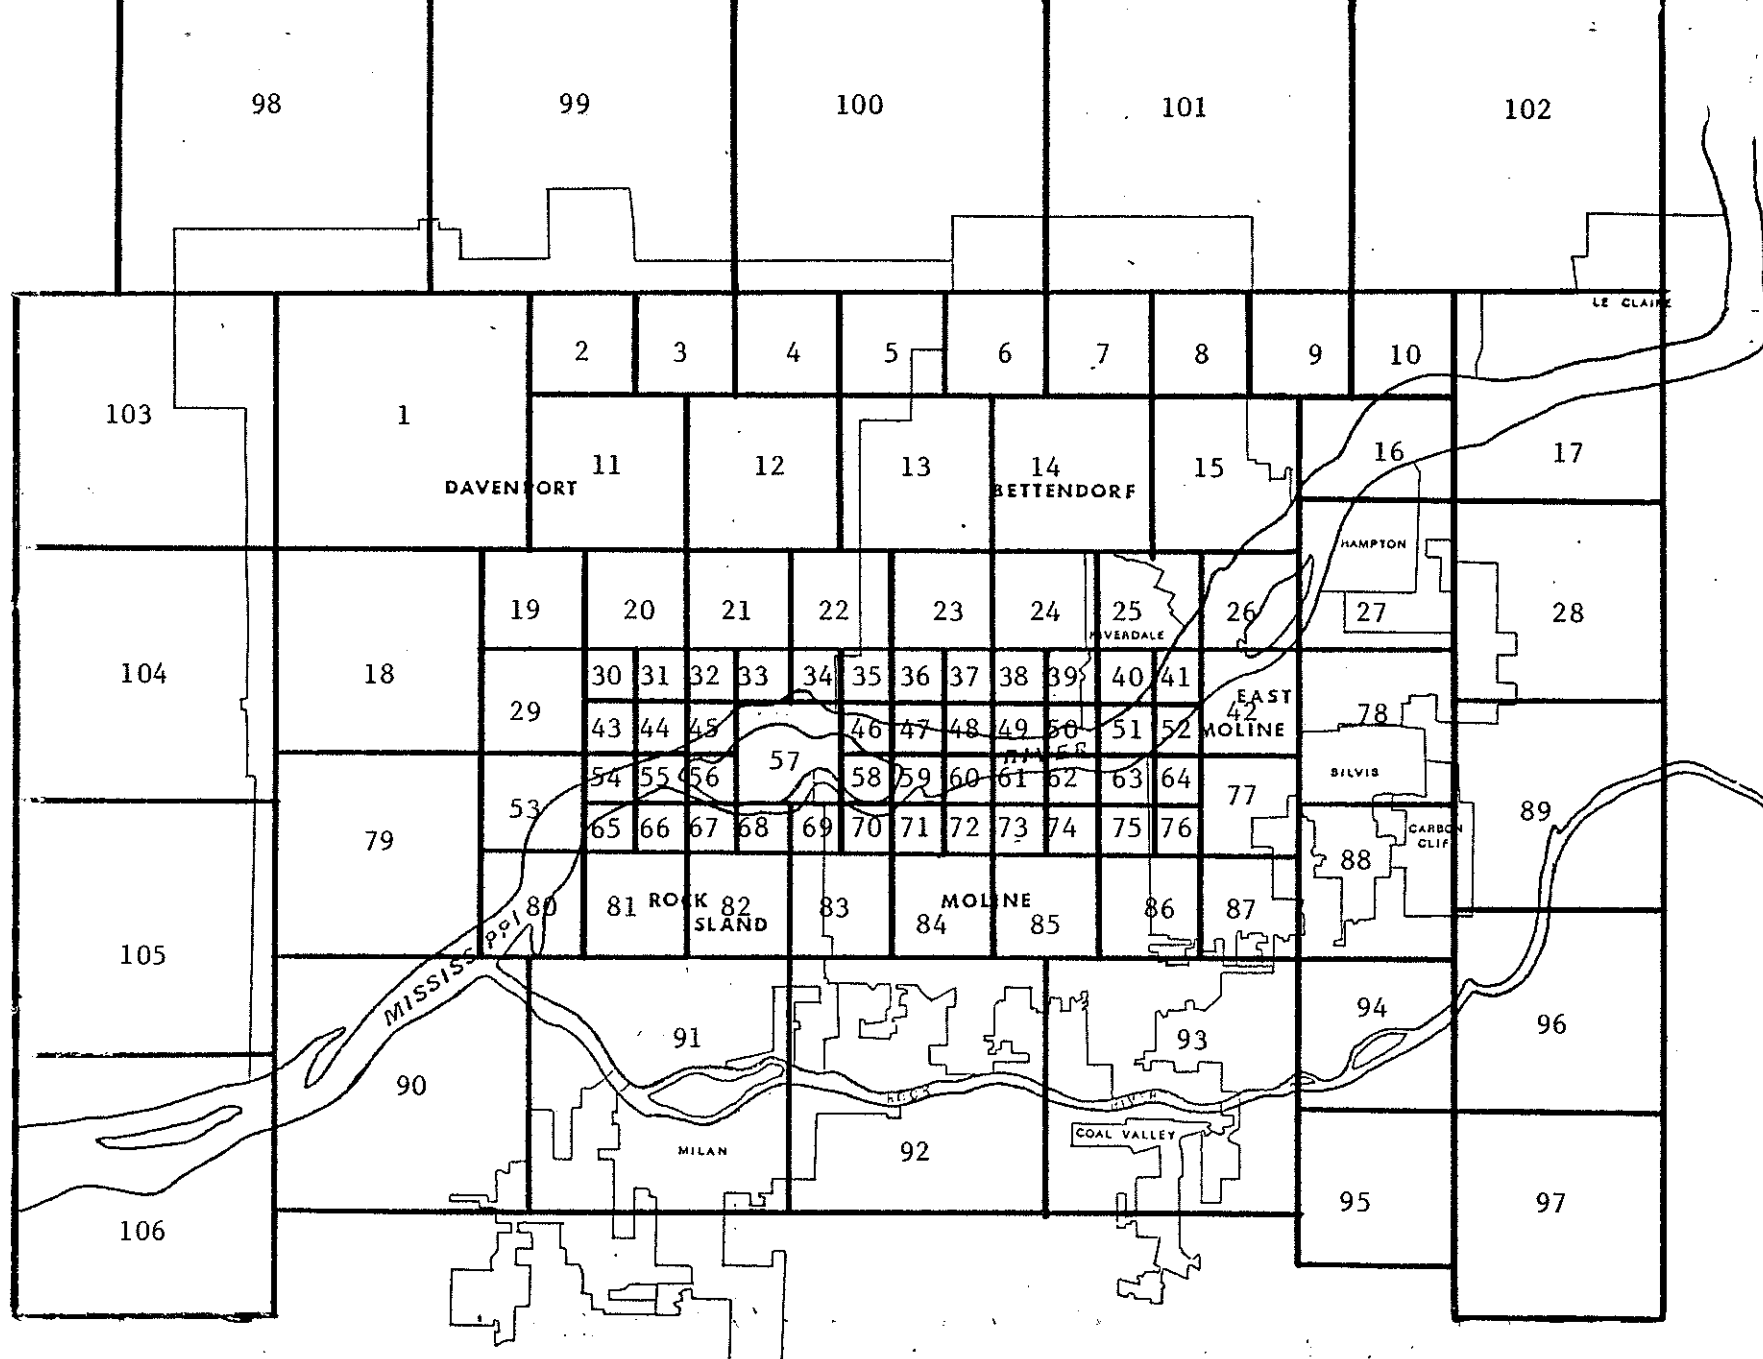 98 99 100 101 102
LE CLAIRE
2 3 4 5 6 7 8 9 10
103 1
11 12 13 14 15 16 17
DAVENPORT BETTENDORF
HAMPTON
19 20 21 22 23 24 25 26 27 28
RIVERDALE
104 18 30 31 32 33 34 35 36 37 38 39 40 41
29 EAST
42 78
43 44 45 46 47 48 49 50 51 52 MOLINE
57 RIVER
SILVIS
54 55 56 58 59 60 61 62 63 64
53 77 89
79 65 66 67 68 69 70 71 72 73 74 75 76 CARBON
CLIF
88
80 81 ROCK 82 83 MOLINE 86 87
ISLAND 84 85
105 MISSISSIPPI
94
91 93 96
90
ROCK RIVER
COAL VALLEY
MILAN 92
106 95 97